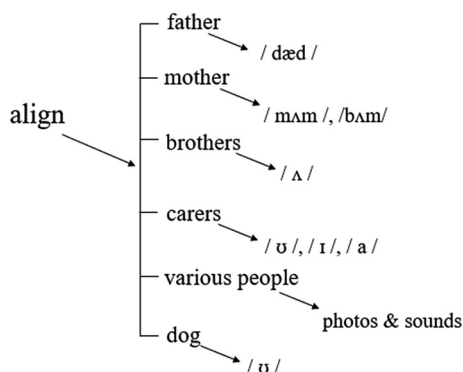 father
/ dæd /
mother
/ mʌm /, /bʌm/
align
brothers
/ ʌ /
carers
/ ʊ /, / ɪ /, / a /
various people
photos & sounds
dog
/ ʊ /